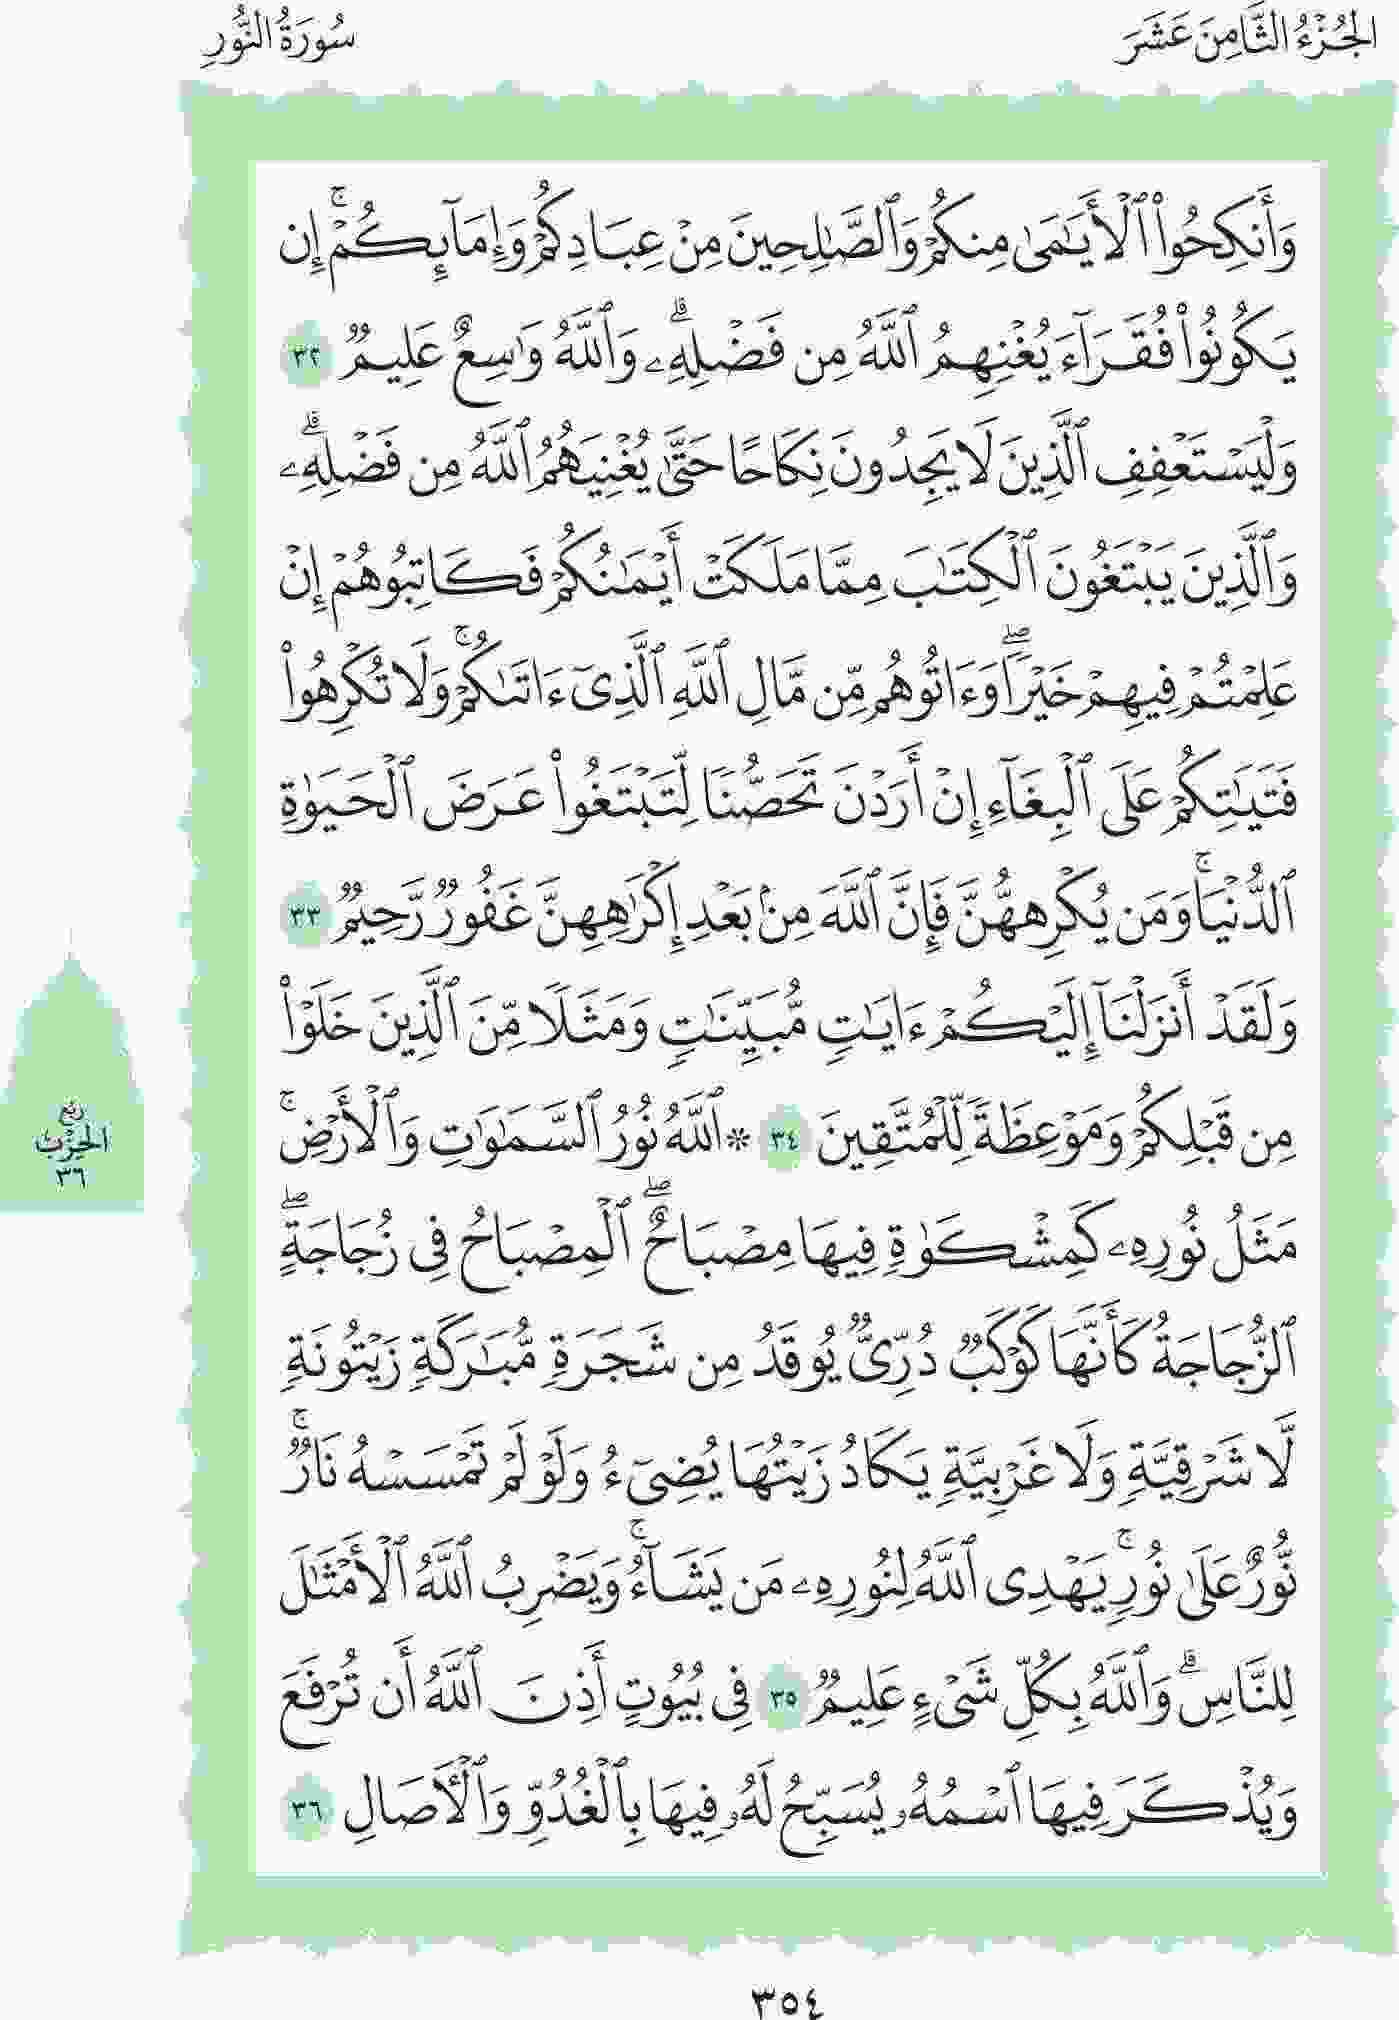 الجُزْءُ الثَّامِنَ عَشَرَ
سُورَةُ النُّورِ
وَأَنكِحُوا۟ ٱلْأَيَـٰمَىٰ مِنكُمْ وَٱلصَّـٰلِحِينَ مِنْ عِبَادِكُمْ وَإِمَآئِكُمْ ۚ إِن
يَكُونُوا۟ فُقَرَآءَ يُغْنِهِمُ ٱللَّهُ مِن فَضْلِهِۦ ۗ وَٱللَّهُ وَٰسِعٌ عَلِيمٌ ٣٢
وَلْيَسْتَعْفِفِ ٱلَّذِينَ لَا يَجِدُونَ نِكَاحًا حَتَّىٰ يُغْنِيَهُمُ ٱللَّهُ مِن فَضْلِهِۦ ۗ
وَٱلَّذِينَ يَبْتَغُونَ ٱلْكِتَـٰبَ مِمَّا مَلَكَتْ أَيْمَـٰنُكُمْ فَكَاتِبُوهُمْ إِنْ
عَلِمْتُمْ فِيهِمْ خَيْرًا ۖ وَءَاتُوهُم مِّن مَّالِ ٱللَّهِ ٱلَّذِىٓ ءَاتَىٰكُمْ ۚ وَلَا تُكْرِهُوا۟
فَتَيَـٰتِكُمْ عَلَى ٱلْبِغَآءِ إِنْ أَرَدْنَ تَحَصُّنًا لِّتَبْتَغُوا۟ عَرَضَ ٱلْحَيَوٰةِ
ٱلدُّنْيَا ۚ وَمَن يُكْرِههُّنَّ فَإِنَّ ٱللَّهَ مِنۢ بَعْدِ إِكْرَٰهِهِنَّ غَفُورٌ رَّحِيمٌ ٣٣
وَلَقَدْ أَنزَلْنَآ إِلَيْكُمْ ءَايَـٰتٍ مُّبَيِّنَـٰتٍ وَمَثَلًا مِّنَ ٱلَّذِينَ خَلَوْا۟
مِن قَبْلِكُمْ وَمَوْعِظَةً لِّلْمُتَّقِينَ ٣٤ ۞ ٱللَّهُ نُورُ ٱلسَّمَـٰوَٰتِ وَٱلْأَرْضِ ۚ
مَثَلُ نُورِهِۦ كَمِشْكَوٰةٍ فِيهَا مِصْبَاحٌ ۖ ٱلْمِصْبَاحُ فِى زُجَاجَةٍ ۖ
ٱلزُّجَاجَةُ كَأَنَّهَا كَوْكَبٌ دُرِّىٌّ يُوقَدُ مِن شَجَرَةٍ مُّبَـٰرَكَةٍ زَيْتُونَةٍ
لَّا شَرْقِيَّةٍ وَلَا غَرْبِيَّةٍ يَكَادُ زَيْتُهَا يُضِىٓءُ وَلَوْ لَمْ تَمْسَسْهُ نَارٌ ۚ
نُّورٌ عَلَىٰ نُورٍ ۗ يَهْدِى ٱللَّهُ لِنُورِهِۦ مَن يَشَآءُ ۚ وَيَضْرِبُ ٱللَّهُ ٱلْأَمْثَـٰلَ
لِلنَّاسِ ۗ وَٱللَّهُ بِكُلِّ شَىْءٍ عَلِيمٌ ٣٥ فِى بُيُوتٍ أَذِنَ ٱللَّهُ أَن تُرْفَعَ
وَيُذْكَرَ فِيهَا ٱسْمُهُۥ يُسَبِّحُ لَهُۥ فِيهَا بِٱلْغُدُوِّ وَٱلْـَٔاصَالِ ٣٦
رُبْعُ
الْحِزْبِ
٣٦
٣٥٤